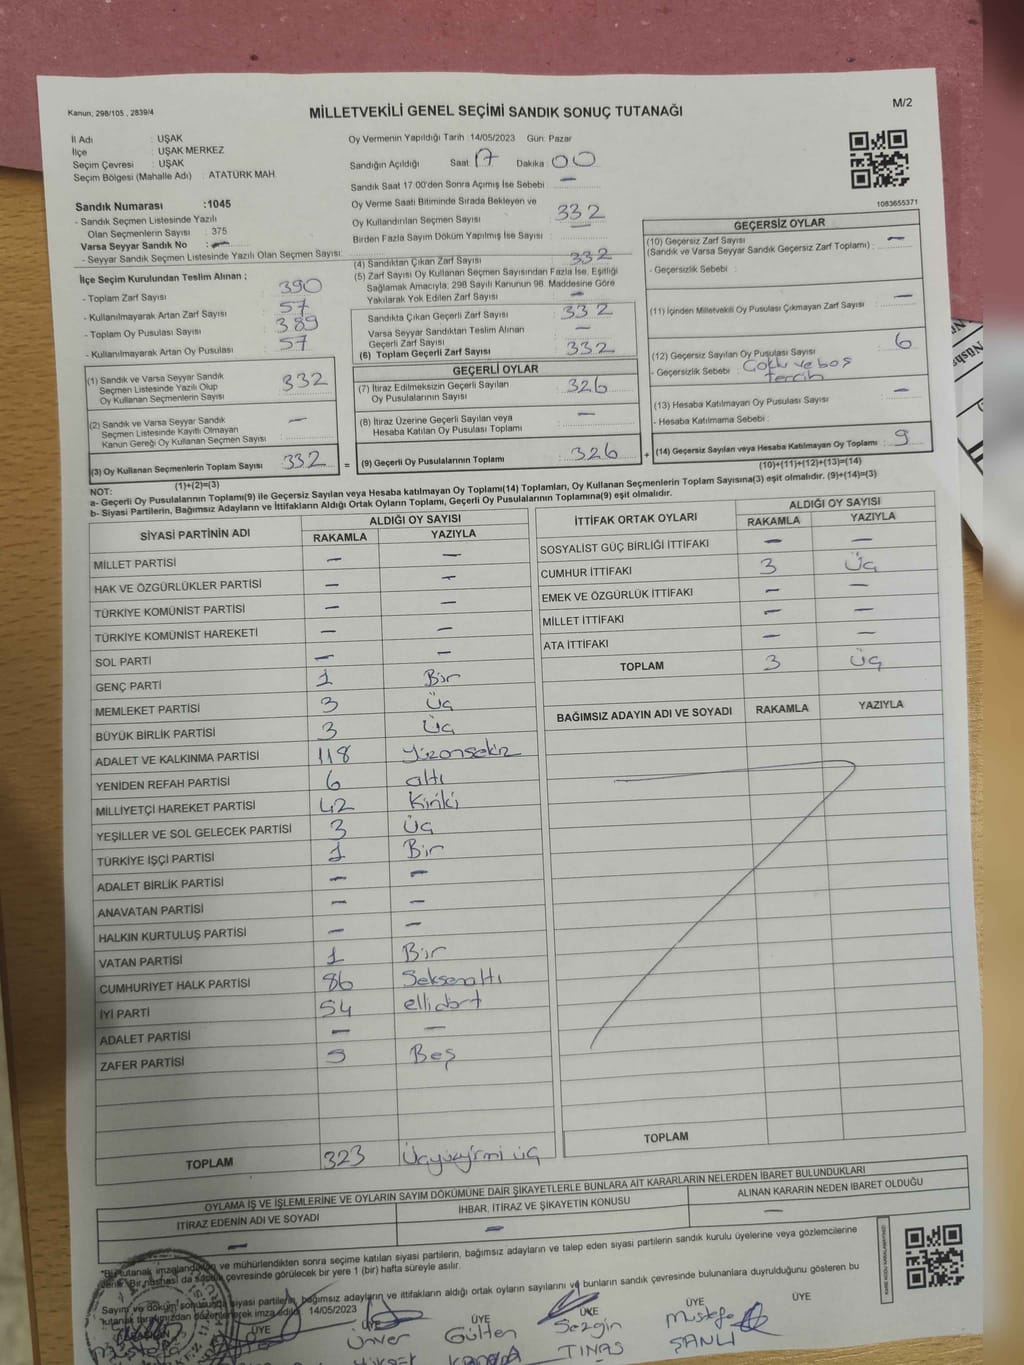 Kanun, 298/105 , 2839/4
MİLLETVEKİLİ GENEL SEÇİMİ SANDIK SONUÇ TUTANAĞI
M/2
İl Adı : UŞAK
İlçe : UŞAK MERKEZ
Seçim Çevresi : UŞAK
Seçim Bölgesi (Mahalle Adı) : ATATÜRK MAH.
Sandık Numarası :1045
- Sandık Seçmen Listesinde Yazılı
Olan Seçmenlerin Sayısı : 375
Varsa Seyyar Sandık No : —
- Seyyar Sandık Seçmen Listesinde Yazılı Olan Seçmen Sayısı:
Oy Vermenin Yapıldığı Tarih :14/05/2023 Gün: Pazar
Sandığın Açıldığı Saat 17 Dakika 00
Sandık Saat 17:00'den Sonra Açımış İse Sebebi : —
Oy Verme Saati Bitiminde Sırada Bekleyen ve
Oy Kullandırılan Seçmen Sayısı : 332
Birden Fazla Sayım Döküm Yapılmış İse Sayısı : —
1083655371
İlçe Seçim Kurulundan Teslim Alınan ;
- Toplam Zarf Sayısı : 390
- Kullanılmayarak Artan Zarf Sayısı : 57
- Toplam Oy Pusulası Sayısı : 389
- Kullanılmayarak Artan Oy Pusulası : 57
(1) Sandık ve Varsa Seyyar Sandık
Seçmen Listesinde Yazılı Olup
Oy Kullanan Seçmenlerin Sayısı : 332
(2) Sandık ve Varsa Seyyar Sandık
Seçmen Listesinde Kayıtlı Olmayan
Kanun Gereği Oy Kullanan Seçmen Sayısı : —
(3) Oy Kullanan Seçmenlerin Toplam Sayısı : 332
(1)+(2)=(3)
(4) Sandıktan Çıkan Zarf Sayısı : 332
(5) Zarf Sayısı Oy Kullanan Seçmen Sayısından Fazla İse, Eşitliği
Sağlamak Amacıyla; 298 Sayılı Kanunun 98. Maddesine Göre
Yakılarak Yok Edilen Zarf Sayısı : —
Sandıkta Çıkan Geçerli Zarf Sayısı : 332
Varsa Seyyar Sandıktan Teslim Alınan
Geçerli Zarf Sayısı : —
(6) Toplam Geçerli Zarf Sayısı : 332
GEÇERLİ OYLAR
(7) İtiraz Edilmeksizin Geçerli Sayılan
Oy Pusulalarının Sayısı : 326
(8) İtiraz Üzerine Geçerli Sayılan veya
Hesaba Katılan Oy Pusulası Toplamı : —
= (9) Geçerli Oy Pusulalarının Toplamı : 326 +
GEÇERSİZ OYLAR
(10) Geçersiz Zarf Sayısı
(Sandık ve Varsa Seyyar Sandık Geçersiz Zarf Toplamı) : —
- Geçersizlik Sebebi :
(11) İçinden Milletvekili Oy Pusulası Çıkmayan Zarf Sayısı : —
(12) Geçersiz Sayılan Oy Pusulası Sayısı : 6
- Geçersizlik Sebebi : Çoklu ve boş
tercih
(13) Hesaba Katılmayan Oy Pusulası Sayısı : —
- Hesaba Katılmama Sebebi :
(14) Geçersiz Sayılan veya Hesaba Katılmayan Oy Toplamı : 9
(10)+(11)+(12)+(13)=(14)
NOT:
a- Geçerli Oy Pusulalarının Toplamı(9) ile Geçersiz Sayılan veya Hesaba katılmayan Oy Toplamı(14) Toplamları, Oy Kullanan Seçmenlerin Toplam Sayısına(3) eşit olmalıdır. (9)+(14)=(3)
b- Siyasi Partilerin, Bağımsız Adayların ve İttifakların Aldığı Ortak Oyların Toplamı, Geçerli Oy Pusulalarının Toplamına(9) eşit olmalıdır.
SİYASİ PARTİNİN ADI ALDIĞI OY SAYISI
RAKAMLA YAZIYLA
MİLLET PARTİSİ — —
HAK VE ÖZGÜRLÜKLER PARTİSİ — —
TÜRKİYE KOMÜNİST PARTİSİ — —
TÜRKİYE KOMÜNİST HAREKETİ — —
SOL PARTİ — —
GENÇ PARTİ 1 Bir
MEMLEKET PARTİSİ 3 Üç
BÜYÜK BİRLİK PARTİSİ 3 Üç
ADALET VE KALKINMA PARTİSİ 118 Yüzonsekiz
YENİDEN REFAH PARTİSİ 6 altı
MİLLİYETÇİ HAREKET PARTİSİ 42 Kırkiki
YEŞİLLER VE SOL GELECEK PARTİSİ 3 Üç
TÜRKİYE İŞÇİ PARTİSİ 1 Bir
ADALET BİRLİK PARTİSİ — —
ANAVATAN PARTİSİ — —
HALKIN KURTULUŞ PARTİSİ — —
VATAN PARTİSİ 1 Bir
CUMHURİYET HALK PARTİSİ 86 Seksenaltı
İYİ PARTİ 54 ellidört
ADALET PARTİSİ — —
ZAFER PARTİSİ 5 Beş
TOPLAM 323 Üçyüzyirmi üç
İTTİFAK ORTAK OYLARI ALDIĞI OY SAYISI
RAKAMLA YAZIYLA
SOSYALİST GÜÇ BİRLİĞİ İTTİFAKI — —
CUMHUR İTTİFAKI 3 Üç
EMEK VE ÖZGÜRLÜK İTTİFAKI — —
MİLLET İTTİFAKI — —
ATA İTTİFAKI — —
TOPLAM 3 Üç
BAĞIMSIZ ADAYIN ADI VE SOYADI RAKAMLA YAZIYLA
TOPLAM
OYLAMA İŞ VE İŞLEMLERİNE VE OYLARIN SAYIM DÖKÜMÜNE DAİR ŞİKAYETLERLE BUNLARA AİT KARARLARIN NELERDEN İBARET BULUNDUKLARI
İTİRAZ EDENİN ADI VE SOYADI İHBAR, İTİRAZ VE ŞİKAYETİN KONUSU ALINAN KARARIN NEDEN İBARET OLDUĞU
— — —
"Bu tutanak imzalandıktan ve mühürlendikten sonra seçime katılan siyasi partilerin, bağımsız adayların ve talep eden siyasi partilerin sandık kurulu üyelerine veya gözlemcilerine
verilir. Bir nüshası da sandık çevresinde görülecek bir yere 1 (bir) hafta süreyle asılır.
Sayım ve döküm sonucunda siyasi partilerin, bağımsız adayların ve ittifakların aldığı ortak oyların sayılarını ve bunların sandık çevresinde bulunanlara duyrulduğunu gösteren bu
tutanak tarafımızdan düzenlenerek imza edildi. 14/05/2023
BAŞKAN ÜYE ÜYE ÜYE ÜYE ÜYE ÜYE
Mustafa Ünver Gülten Sezgin Mustafa
TINAS ŞANLI